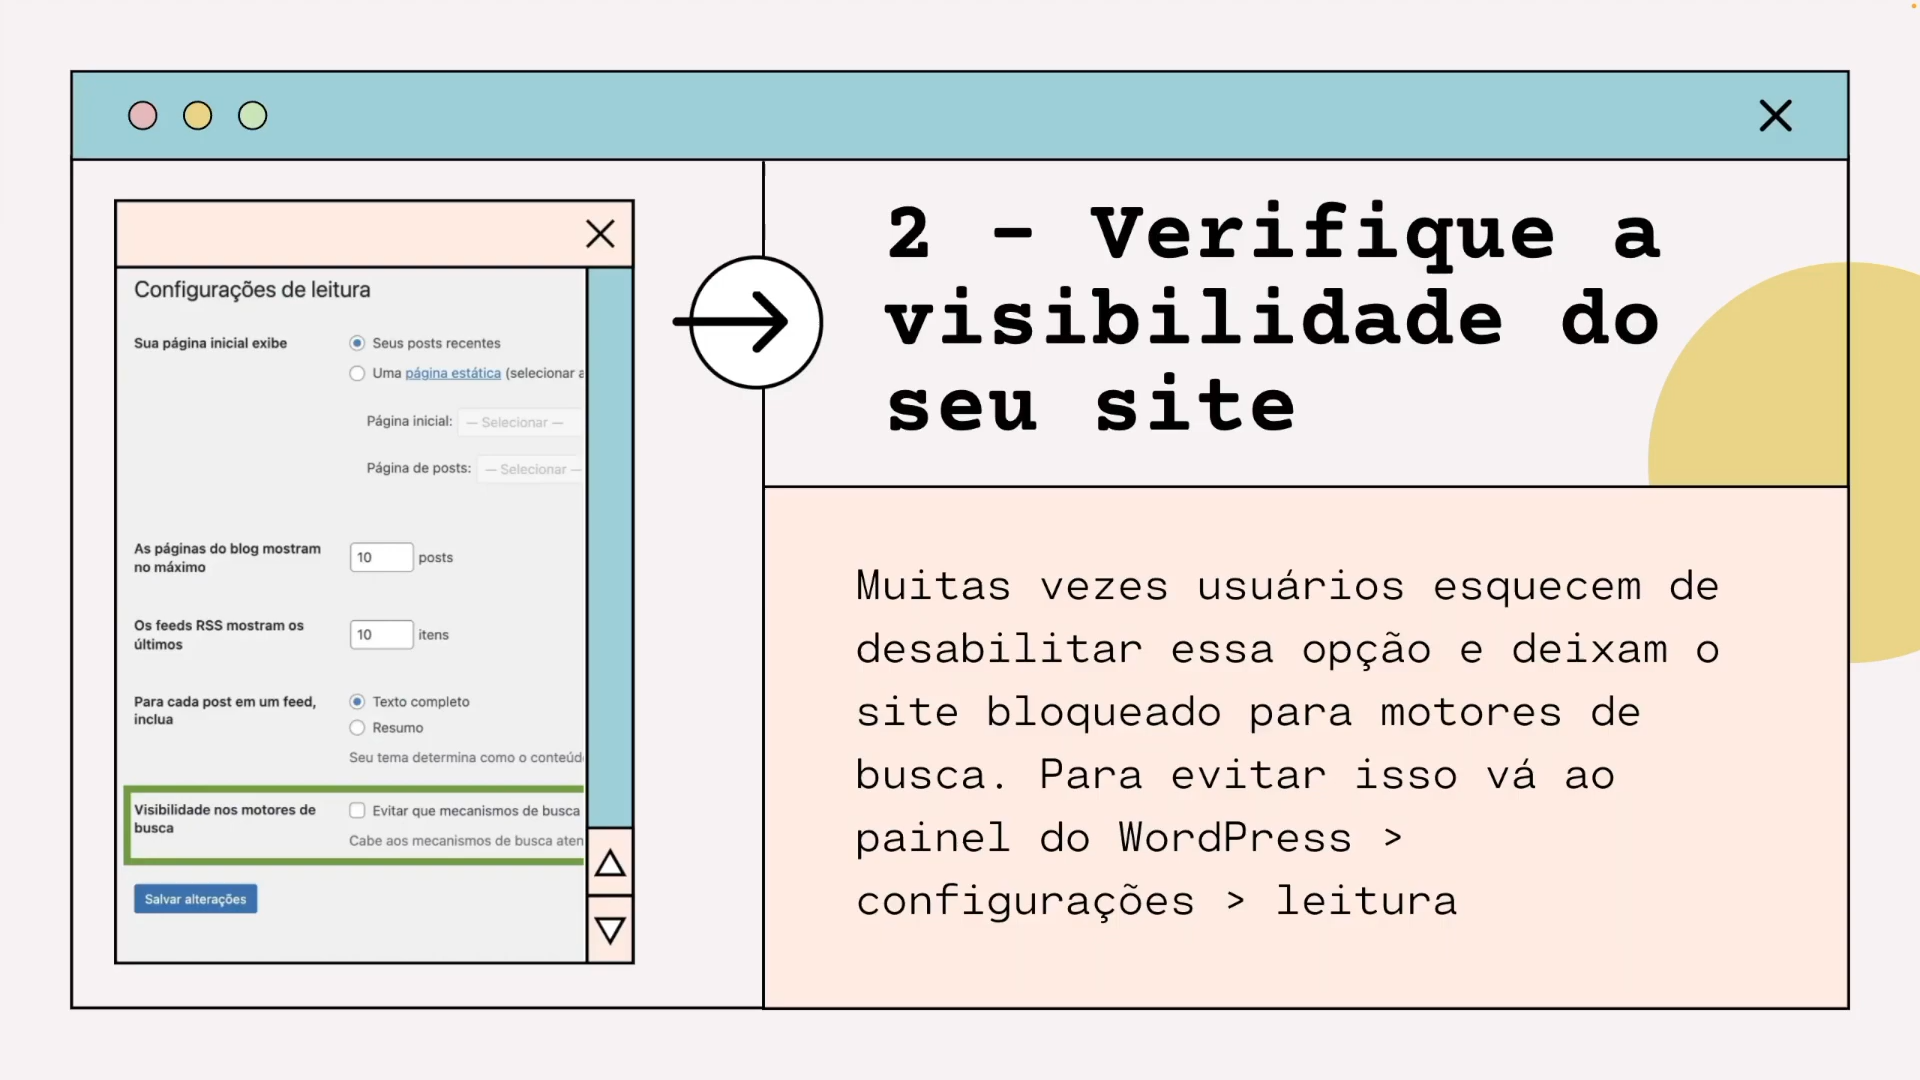 2 - Verifique a
visibilidade do
seu site
Configurações de leitura
Sua página inicial exibe
Seus posts recentes
Uma página estática (selecionar a
Página inicial: — Selecionar —
Página de posts: — Selecionar —
As páginas do blog mostram
no máximo
10 posts
Os feeds RSS mostram os
últimos
10 itens
Para cada post em um feed,
inclua
Texto completo
Resumo
Seu tema determina como o conteúd
Visibilidade nos motores de
busca
Evitar que mecanismos de busca
Cabe aos mecanismos de busca aten
Salvar alterações
Muitas vezes usuários esquecem de
desabilitar essa opção e deixam o
site bloqueado para motores de
busca. Para evitar isso vá ao
painel do WordPress >
configurações > leitura